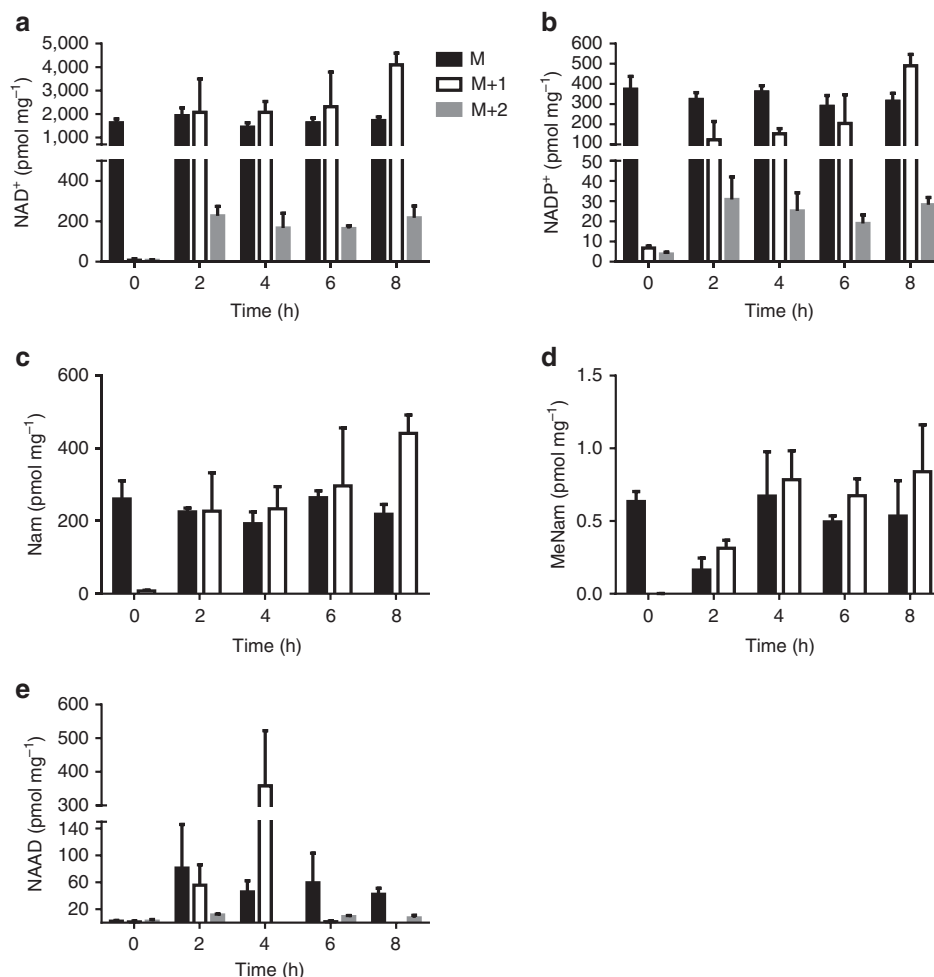 a
5,000
4,000
3,000
2,000
1,000
400
200
0
NAD⁺ (pmol mg⁻¹)
0 2 4 6 8
Time (h)
M
M+1
M+2
b
600
500
400
300
200
100
50
40
30
20
10
0
NADP⁺ (pmol mg⁻¹)
0 2 4 6 8
Time (h)
c
600
400
200
0
Nam (pmol mg⁻¹)
0 2 4 6 8
Time (h)
d
1.5
1.0
0.5
0.0
MeNam (pmol mg⁻¹)
0 2 4 6 8
Time (h)
e
600
500
400
300
140
100
60
20
NAAD (pmol mg⁻¹)
0 2 4 6 8
Time (h)